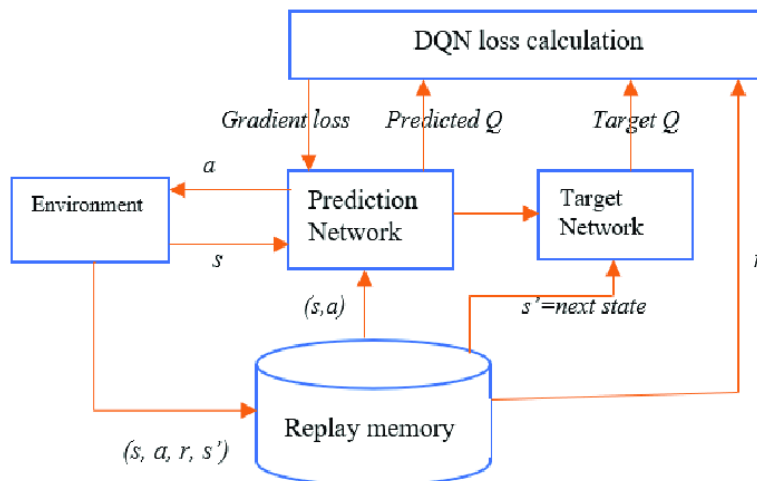 DQN loss calculation
Gradient loss
Predicted Q
Target Q
a
Environment
Prediction
Network
Target
Network
s
r
(s,a)
s’=next state
Replay memory
(s, a, r, s’)